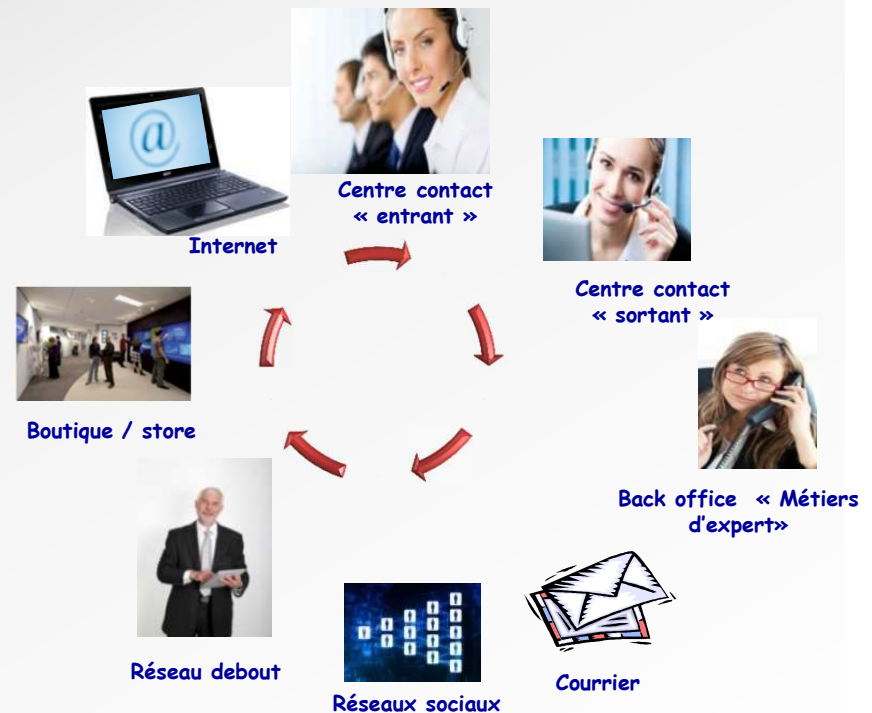 Centre contact
« entrant »
Internet
Centre contact
« sortant »
Boutique / store
Back office « Métiers
d'expert»
Réseau debout
Courrier
Réseaux sociaux
@